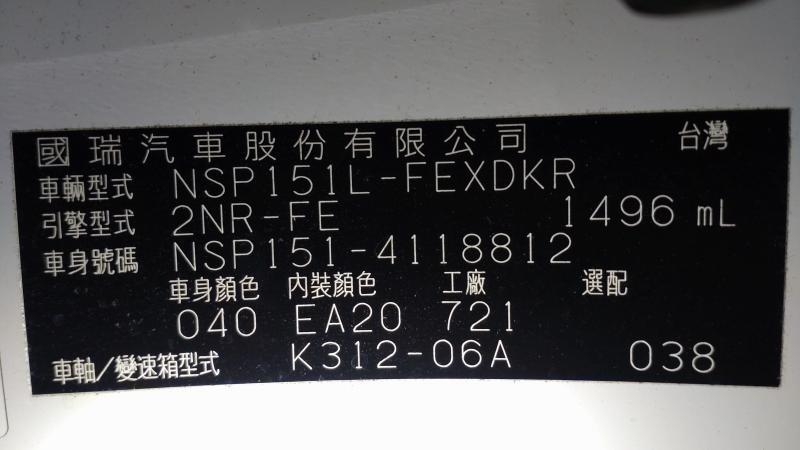 國瑞汽車股份有限公司 台灣
車輛型式 NSP151L-FEXDKR
引擎型式 2NR-FE 1496 mL
車身號碼 NSP151-4118812
車身顏色 內裝顏色 工廠 選配
040 EA20 721
車軸/變速箱型式 K312-06A 038